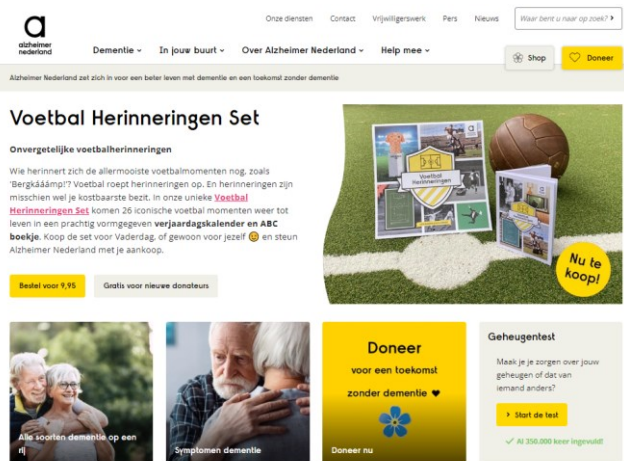 Onze diensten Contact Vrijwilligerswerk Pers Nieuws Waar bent u naar op zoek?
a
alzheimer
nederland
Dementie In jouw buurt Over Alzheimer Nederland Help mee
Shop Doneer
Alzheimer Nederland zet zich in voor een beter leven met dementie en een toekomst zonder dementie
Voetbal Herinneringen Set
Onvergetelijke voetbalherinneringen
Wie herinnert zich de allermooiste voetbalmomenten nog, zoals
'Bergkááámp!'? Voetbal roept herinneringen op. En herinneringen zijn
misschien wel je kostbaarste bezit. In onze unieke Voetbal
Herinneringen Set komen 26 iconische voetbal momenten weer tot
leven in een prachtig vormgegeven verjaardagskalender en ABC
boekje. Koop de set voor Vaderdag, of gewoon voor jezelf 😉 en steun
Alzheimer Nederland met je aankoop.
Bestel voor 9,95 Gratis voor nieuwe donateurs
Voetbal
Herinneringen
Nu te
koop!
Alle soorten dementie op een
rij
Symptomen dementie
Doneer
voor een toekomst
zonder dementie ♥
Doneer nu
Geheugentest
Maak je je zorgen over jouw
geheugen of dat van
iemand anders?
Start de test
Al 350.000 keer ingevuld!